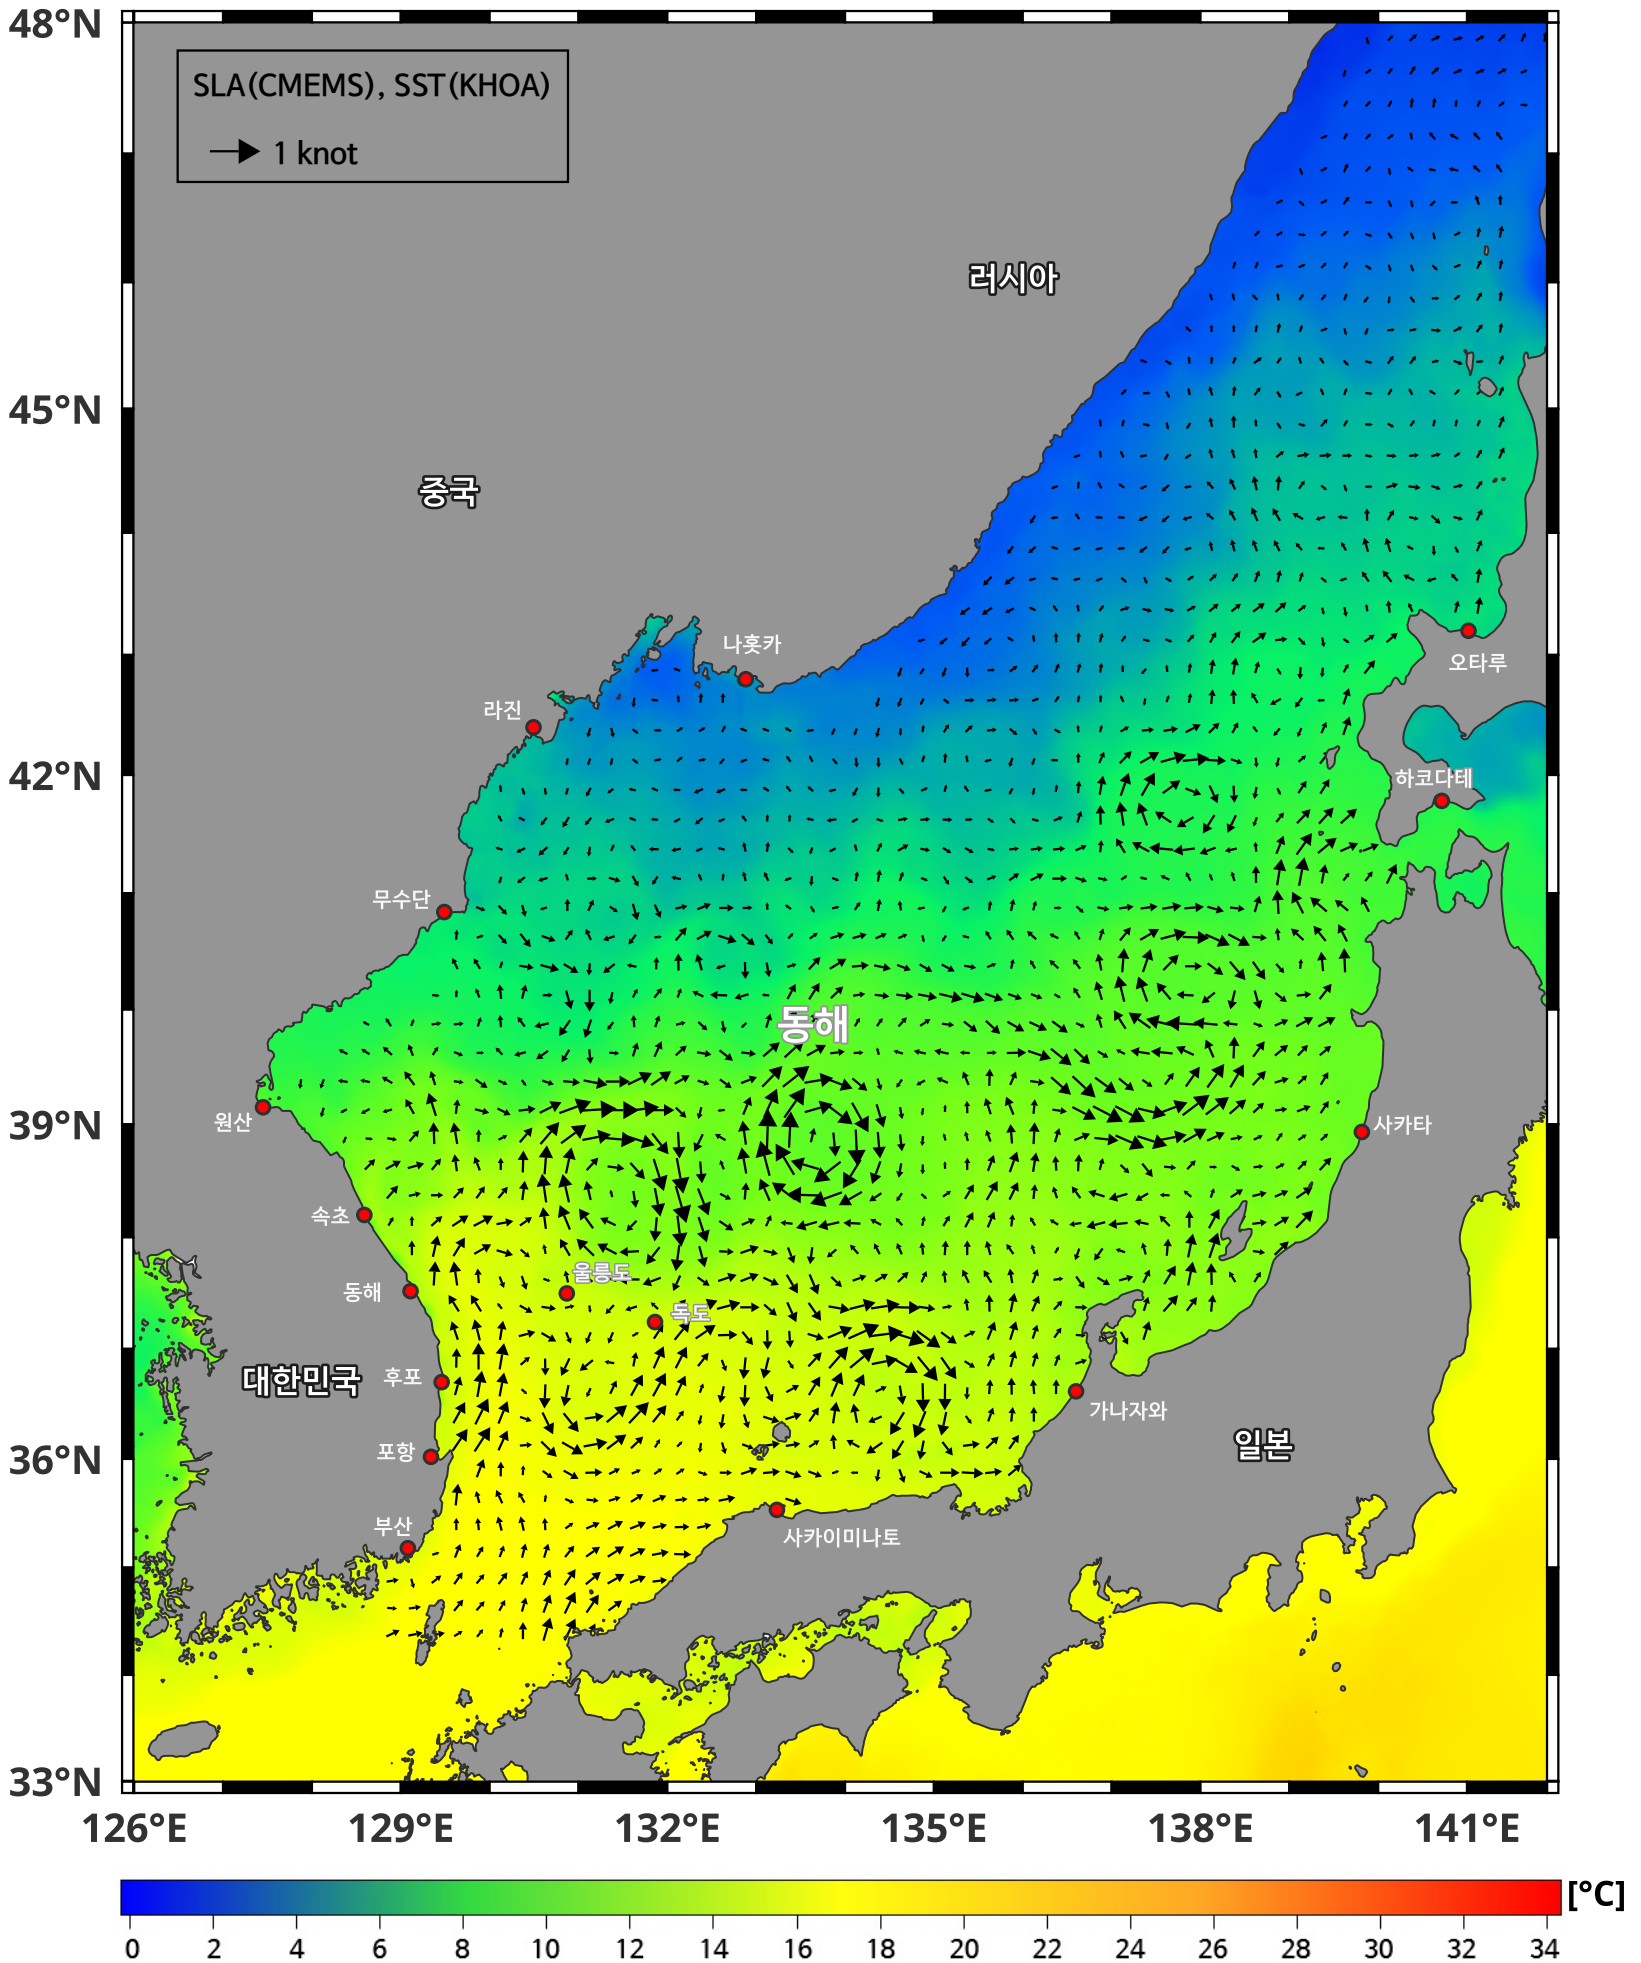 48°N
SLA(CMEMS), SST(KHOA)
1 knot
러시아
45°N
중국
나홋카
오타루
라진
42°N
하코다테
무수단
동해
39°N
원산
사카타
속초
울릉도
동해
독도
대한민국
후포
가나자와
일본
36°N
포항
부산
사카이미나토
33°N
126°E 129°E 132°E 135°E 138°E 141°E
[°C]
0 2 4 6 8 10 12 14 16 18 20 22 24 26 28 30 32 34